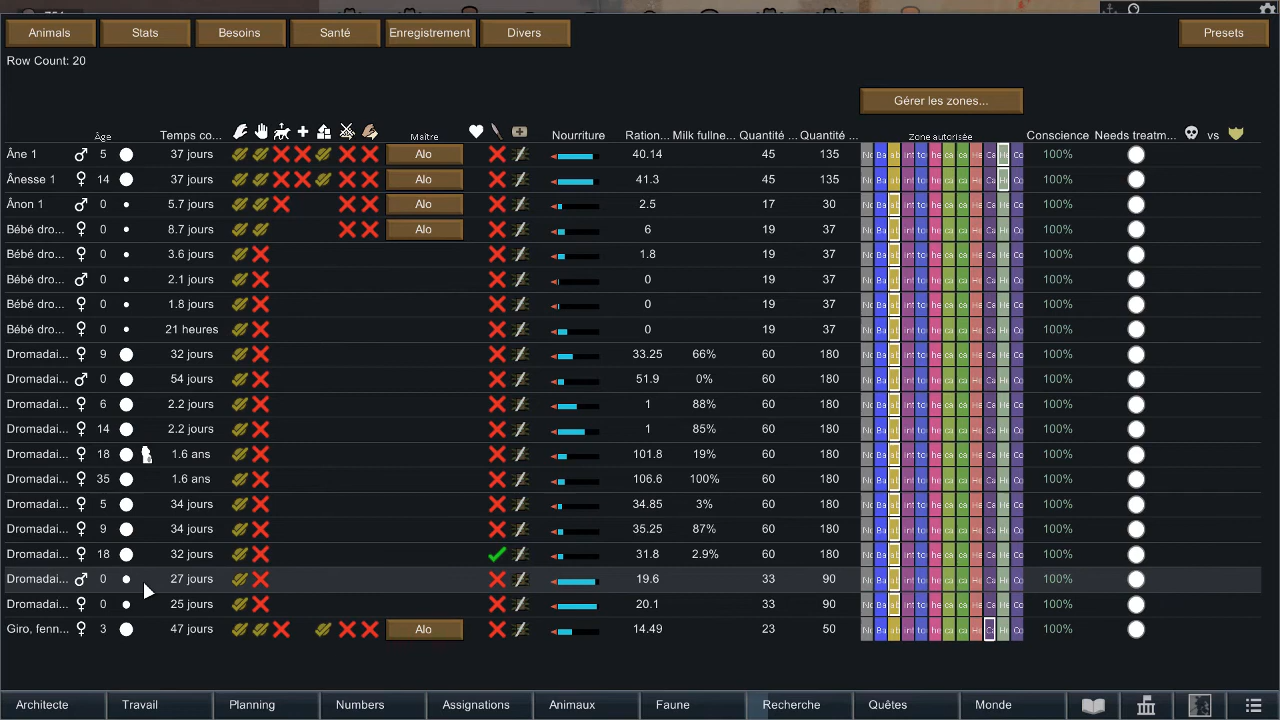 Animals Stats Besoins Santé Enregistrement Divers Presets
Row Count: 20
Gérer les zones...
Âge Temps co... Maître Nourriture Ration... Milk fullne... Quantité ... Quantité ... Zone autorisée Conscience Needs treatm... vs
Âne 1 5 37 jours Alo 40.14 45 135 100%
Ânesse 1 14 37 jours Alo 41.3 45 135 100%
Ânon 1 0 5.7 jours Alo 2.5 17 30 100%
Bébé dro... 0 7 jours Alo 6 19 37 100%
Bébé dro... 0 3.6 jours 1.8 19 37 100%
Bébé dro... 0 2.1 jours 0 19 37 100%
Bébé dro... 0 1.8 jours 0 19 37 100%
Bébé dro... 0 21 heures 0 19 37 100%
Dromadai... 9 32 jours 33.25 66% 60 180 100%
Dromadai... 0 54 jours 51.9 0% 60 180 100%
Dromadai... 6 2.2 jours 1 88% 60 180 100%
Dromadai... 14 2.2 jours 1 85% 60 180 100%
Dromadai... 18 1.6 ans 101.8 19% 60 180 100%
Dromadai... 35 1.6 ans 106.6 100% 60 180 100%
Dromadai... 5 34 jours 34.85 3% 60 180 100%
Dromadai... 9 34 jours 35.25 87% 60 180 100%
Dromadai... 18 32 jours 31.8 2.9% 60 180 100%
Dromadai... 0 27 jours 19.6 33 90 100%
Dromadai... 0 25 jours 20.1 33 90 100%
Giro, fenn... 3 47 jours Alo 14.49 23 50 100%
Architecte Travail Planning Numbers Assignations Animaux Faune Recherche Quêtes Monde